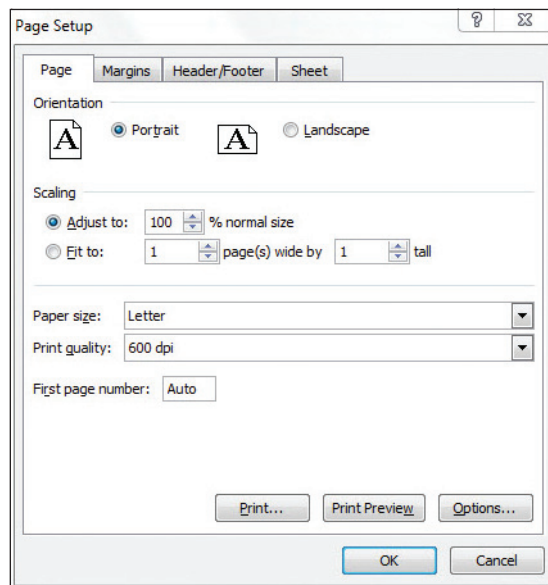 Page Setup
Page Margins Header/Footer Sheet
Orientation
A Portrait A Landscape
Scaling
Adjust to: 100 % normal size
Fit to: 1 page(s) wide by 1 tall
Paper size: Letter
Print quality: 600 dpi
First page number: Auto
Print... Print Preview Options...
OK Cancel